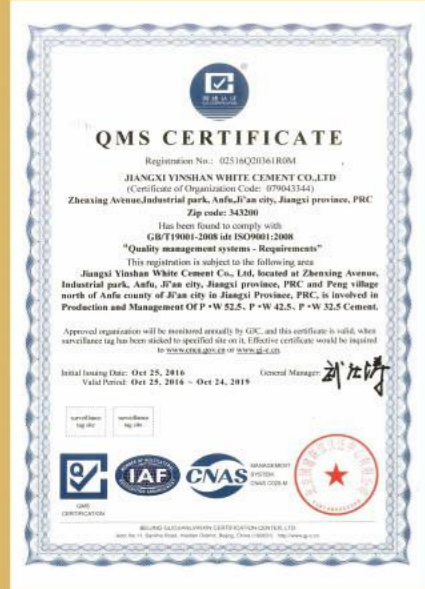 QMS CERTIFICATE
Registration No.: 02516Q20361R0M
JIANGXI YINSHAN WHITE CEMENT CO.,LTD
(Certificate of Organization Code: 079043344)
Zhenxing Avenue,Industrial park, Anfu,Ji'an city, Jiangxi province, PRC
Zip code: 343200
Has been found to comply with
GB/T19001-2008 idt ISO9001:2008
"Quality management systems - Requirements"
This registration is subject to the following area
Jiangxi Yinshan White Cement Co., Ltd, located at Zhenxing Avenue,
Industrial park, Anfu, Ji'an city, Jiangxi province, PRC and Peng village
north of Anfu county of Ji'an city in Jiangxi Province, PRC, is involved in
Production and Management Of P·W 52.5、P·W 42.5、P·W 32.5 Cement.
Approved organization will be monitored annually by GJC, and this certificate is valid, when
surveillance tag has been sticked to specified site on it. Effective certificate would be inquired
to www.cnca.gov.cn or www.gj-c.cn.
Initial Issuing Date: Oct 25, 2016
General Manager:
Valid Period: Oct 25, 2016 ~ Oct 24, 2019
surveillance tag site
surveillance tag site
IAF
CNAS
MANAGEMENT
SYSTEM
QMS
CERTIFICATION